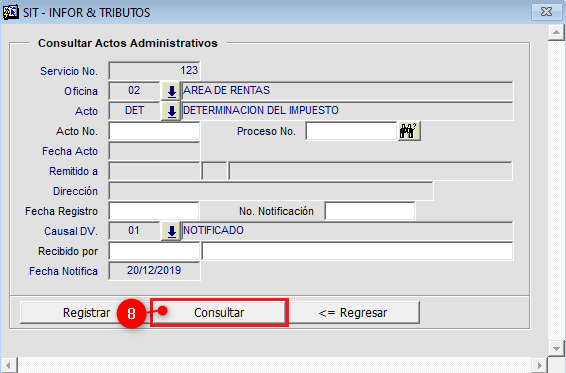 SIT - INFOR & TRIBUTOS
Consultar Actos Administrativos
Servicio No. 123
Oficina 02 AREA DE RENTAS
Acto DET DETERMINACION DEL IMPUESTO
Acto No. Proceso No.
Fecha Acto
Remitido a
Dirección
Fecha Registro No. Notificación
Causal DV. 01 NOTIFICADO
Recibido por
Fecha Notifica 20/12/2019
Registrar 8 Consultar <= Regresar